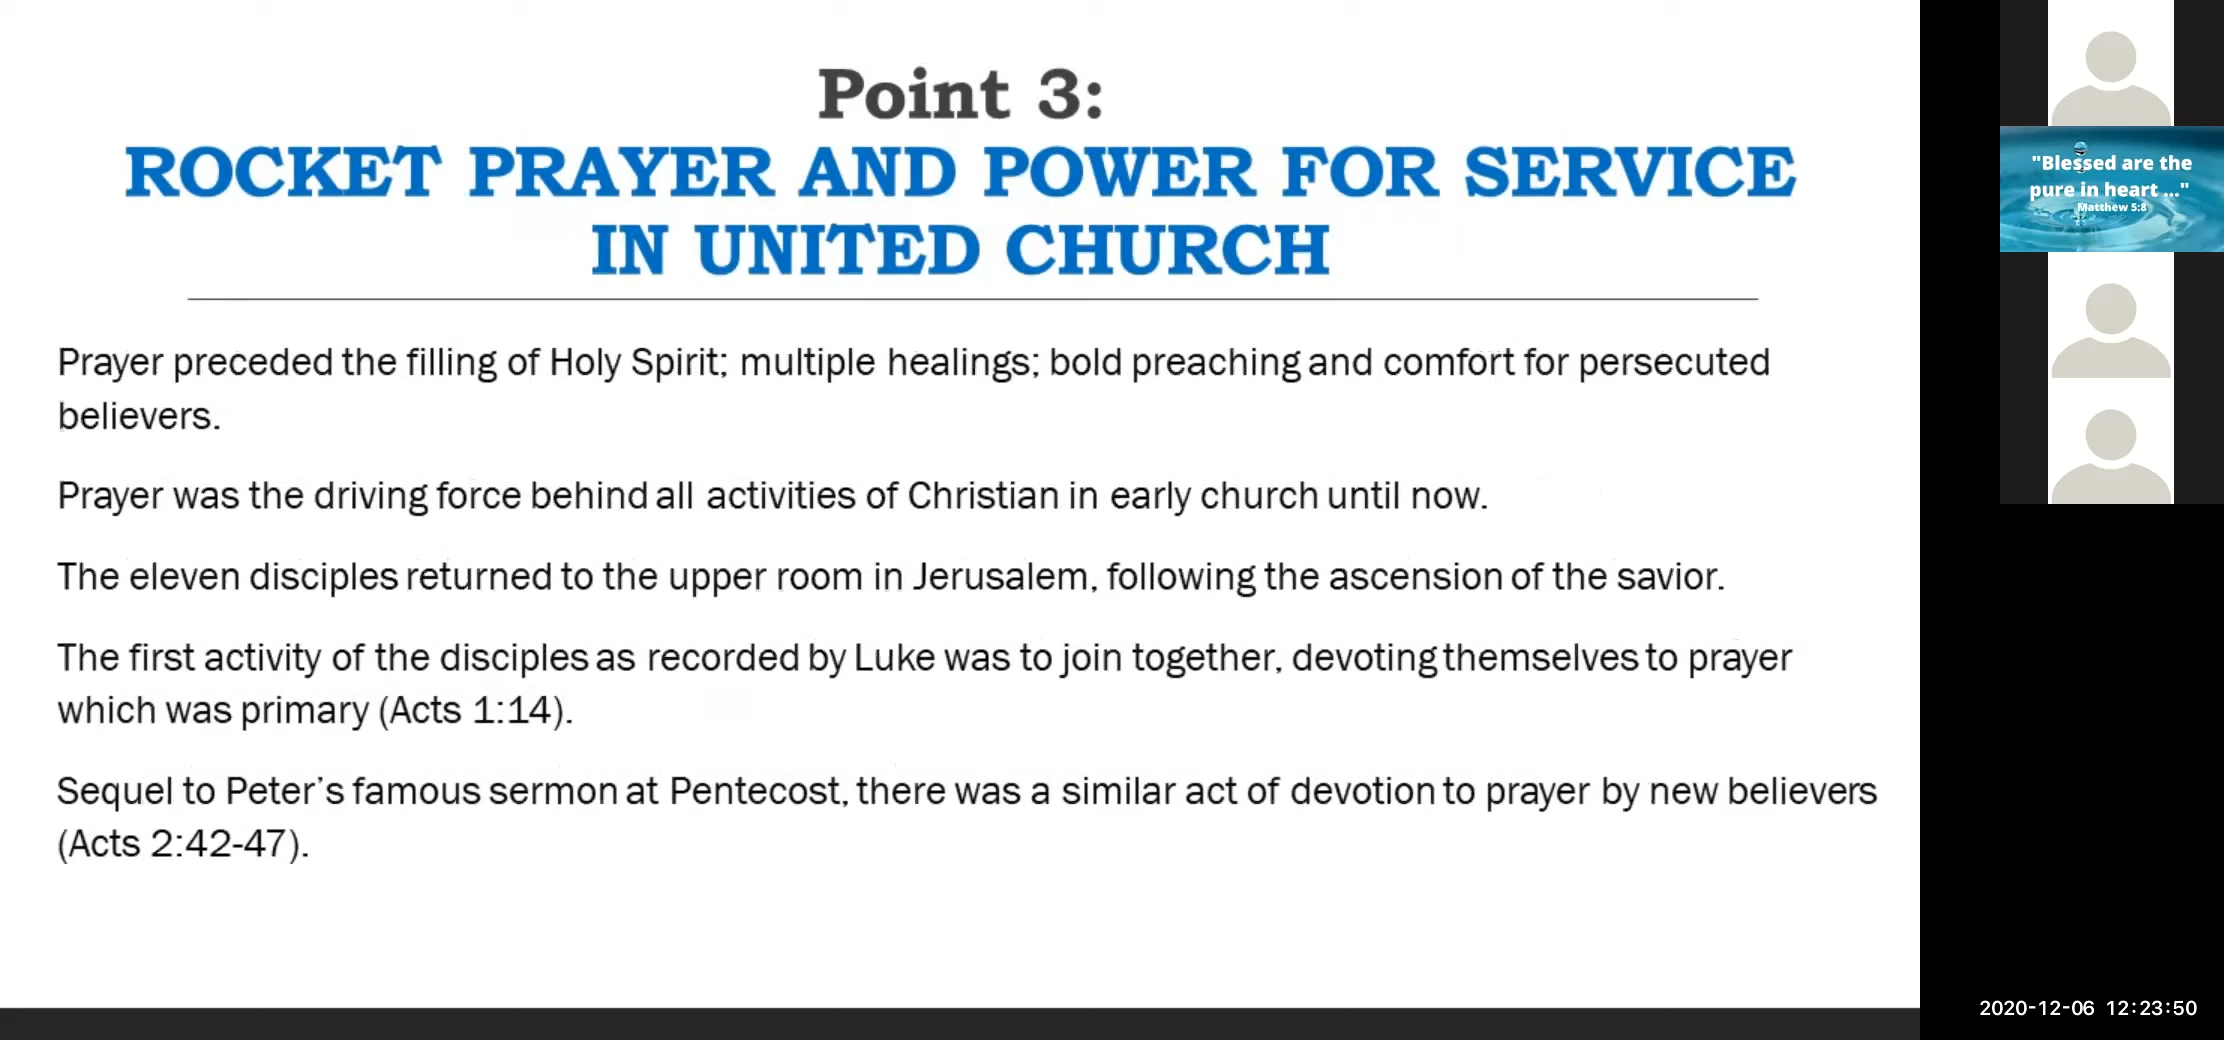 Point 3:
ROCKET PRAYER AND POWER FOR SERVICE
IN UNITED CHURCH
Prayer preceded the filling of Holy Spirit; multiple healings; bold preaching and comfort for persecuted
believers.
Prayer was the driving force behind all activities of Christian in early church until now.
The eleven disciples returned to the upper room in Jerusalem, following the ascension of the savior.
The first activity of the disciples as recorded by Luke was to join together, devoting themselves to prayer
which was primary (Acts 1:14).
Sequel to Peter's famous sermon at Pentecost, there was a similar act of devotion to prayer by new believers
(Acts 2:42-47).
"Blessed are the
pure in heart ..."
Matthew 5:8
2020-12-06 12:23:50